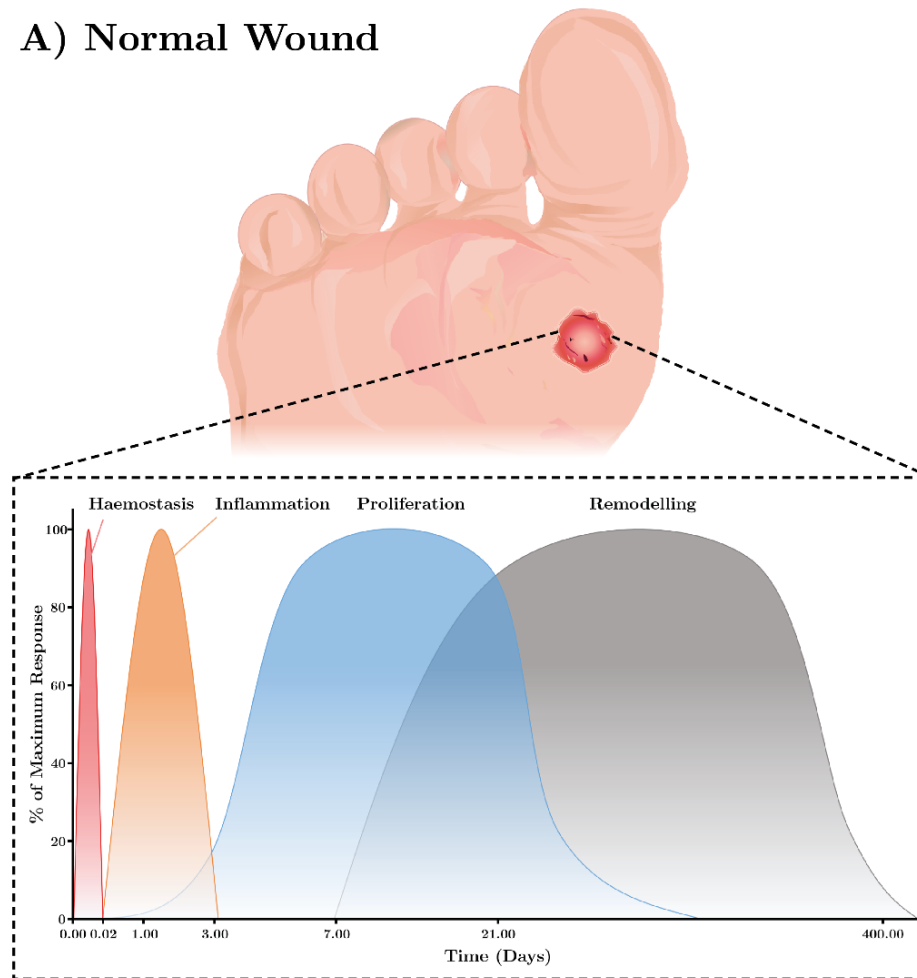 A) Normal Wound
Haemostasis Inflammation Proliferation Remodelling
% of Maximum Response
100
80
60
40
20
0
0.00 0.02 1.00 3.00 7.00 21.00 400.00
Time (Days)